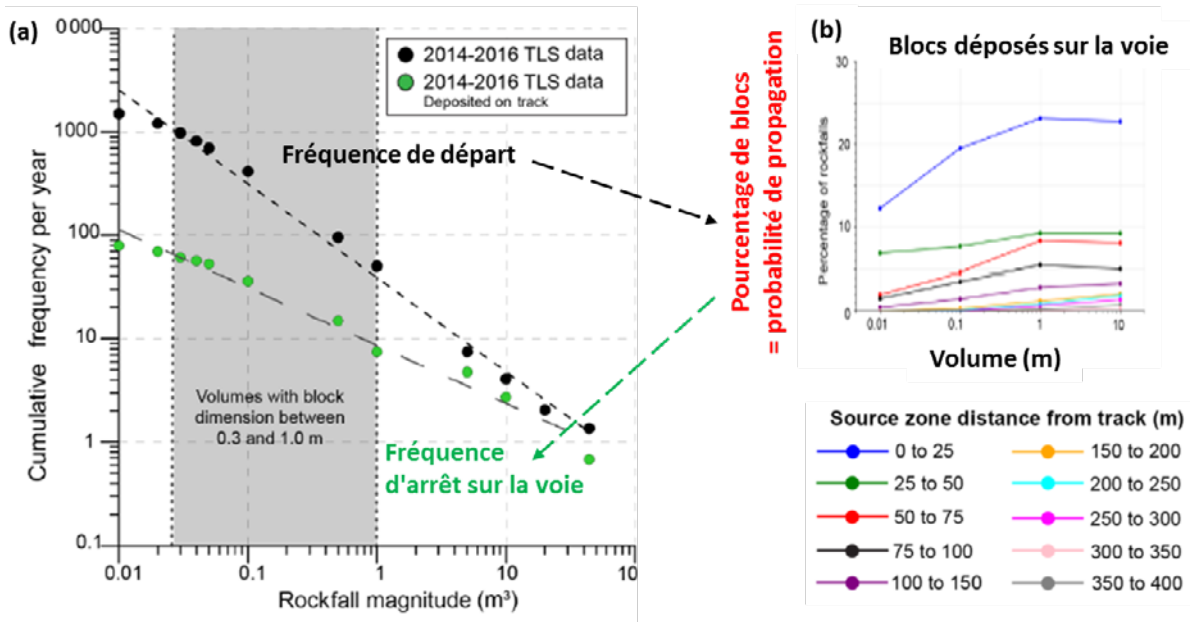 (a)
0 000
1000
100
10
1
0.1
Cumulative frequency per year
0.01
0.1
1
10
10
Rockfall magnitude (m³)
2014-2016 TLS data
2014-2016 TLS data
Deposited on track
Fréquence de départ
Volumes with block
dimension between
0.3 and 1.0 m
Fréquence
d'arrêt sur la voie
Pourcentage de blocs
= probabilité de propagation
(b)
Blocs déposés sur la voie
30
20
10
0
Percentage of rockfalls
0.01
0.1
1
10
Volume (m)
Source zone distance from track (m)
0 to 25
25 to 50
50 to 75
75 to 100
100 to 150
150 to 200
200 to 250
250 to 300
300 to 350
350 to 400